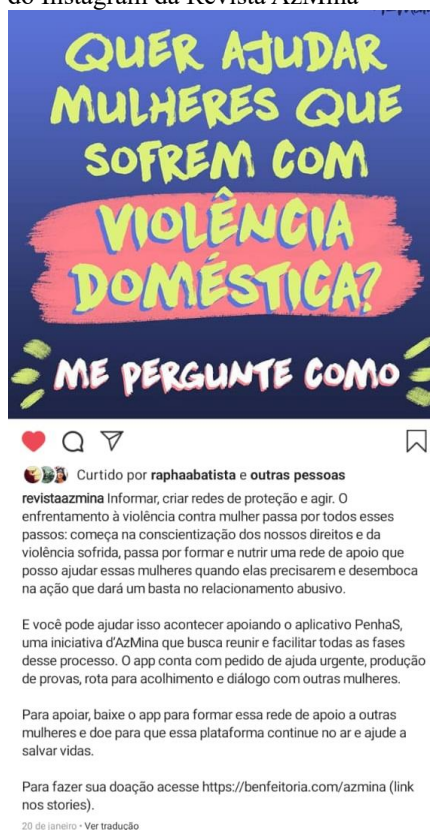 do Instagram da Revista AzMina
QUER AJUDAR
MULHERES QUE
SOFREM COM
VIOLÊNCIA
DOMÉSTICA?
ME PERGUNTE COMO
Curtido por raphaabatista e outras pessoas
revistaazmina Informar, criar redes de proteção e agir. O
enfrentamento à violência contra mulher passa por todos esses
passos: começa na conscientização dos nossos direitos e da
violência sofrida, passa por formar e nutrir uma rede de apoio que
posso ajudar essas mulheres quando elas precisarem e desemboca
na ação que dará um basta no relacionamento abusivo.
E você pode ajudar isso acontecer apoiando o aplicativo PenhaS,
uma iniciativa d'AzMina que busca reunir e facilitar todas as fases
desse processo. O app conta com pedido de ajuda urgente, produção
de provas, rota para acolhimento e diálogo com outras mulheres.
Para apoiar, baixe o app para formar essa rede de apoio a outras
mulheres e doe para que essa plataforma continue no ar e ajude a
salvar vidas.
Para fazer sua doação acesse https://benfeitoria.com/azmina (link
nos stories).
20 de janeiro • Ver tradução